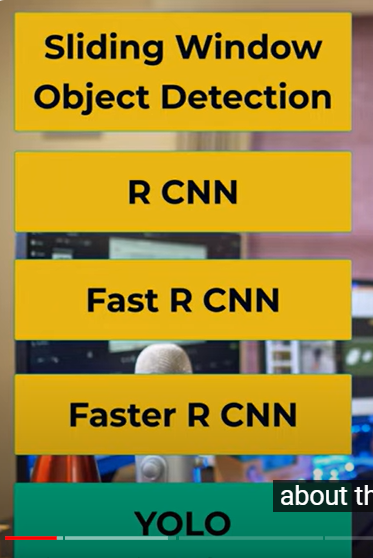 Sliding Window
Object Detection
R CNN
Fast R CNN
Faster R CNN
YOLO
about th